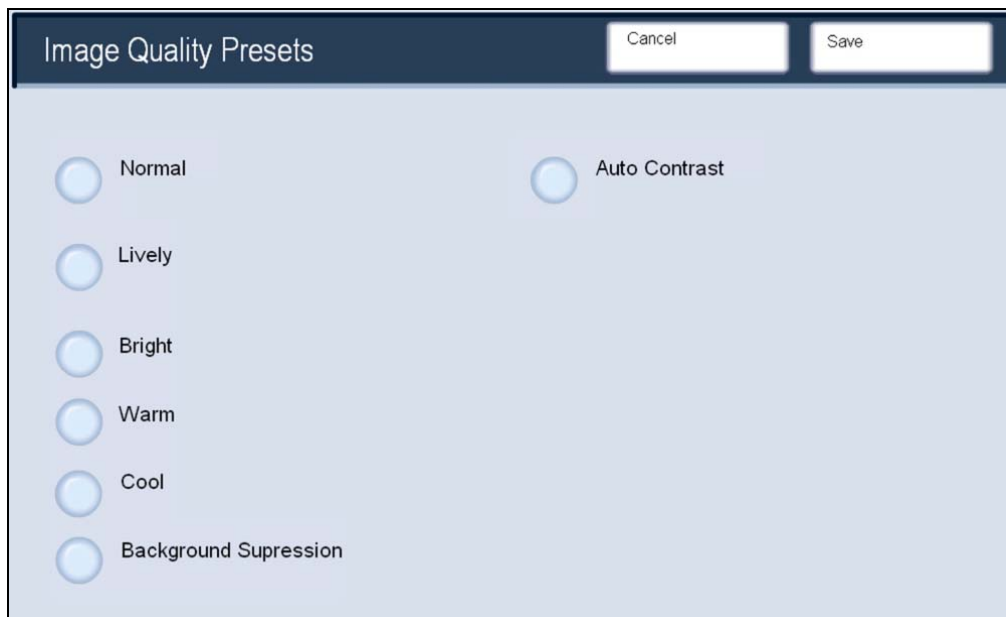 Image Quality Presets
Cancel
Save
Normal
Auto Contrast
Lively
Bright
Warm
Cool
Background Supression